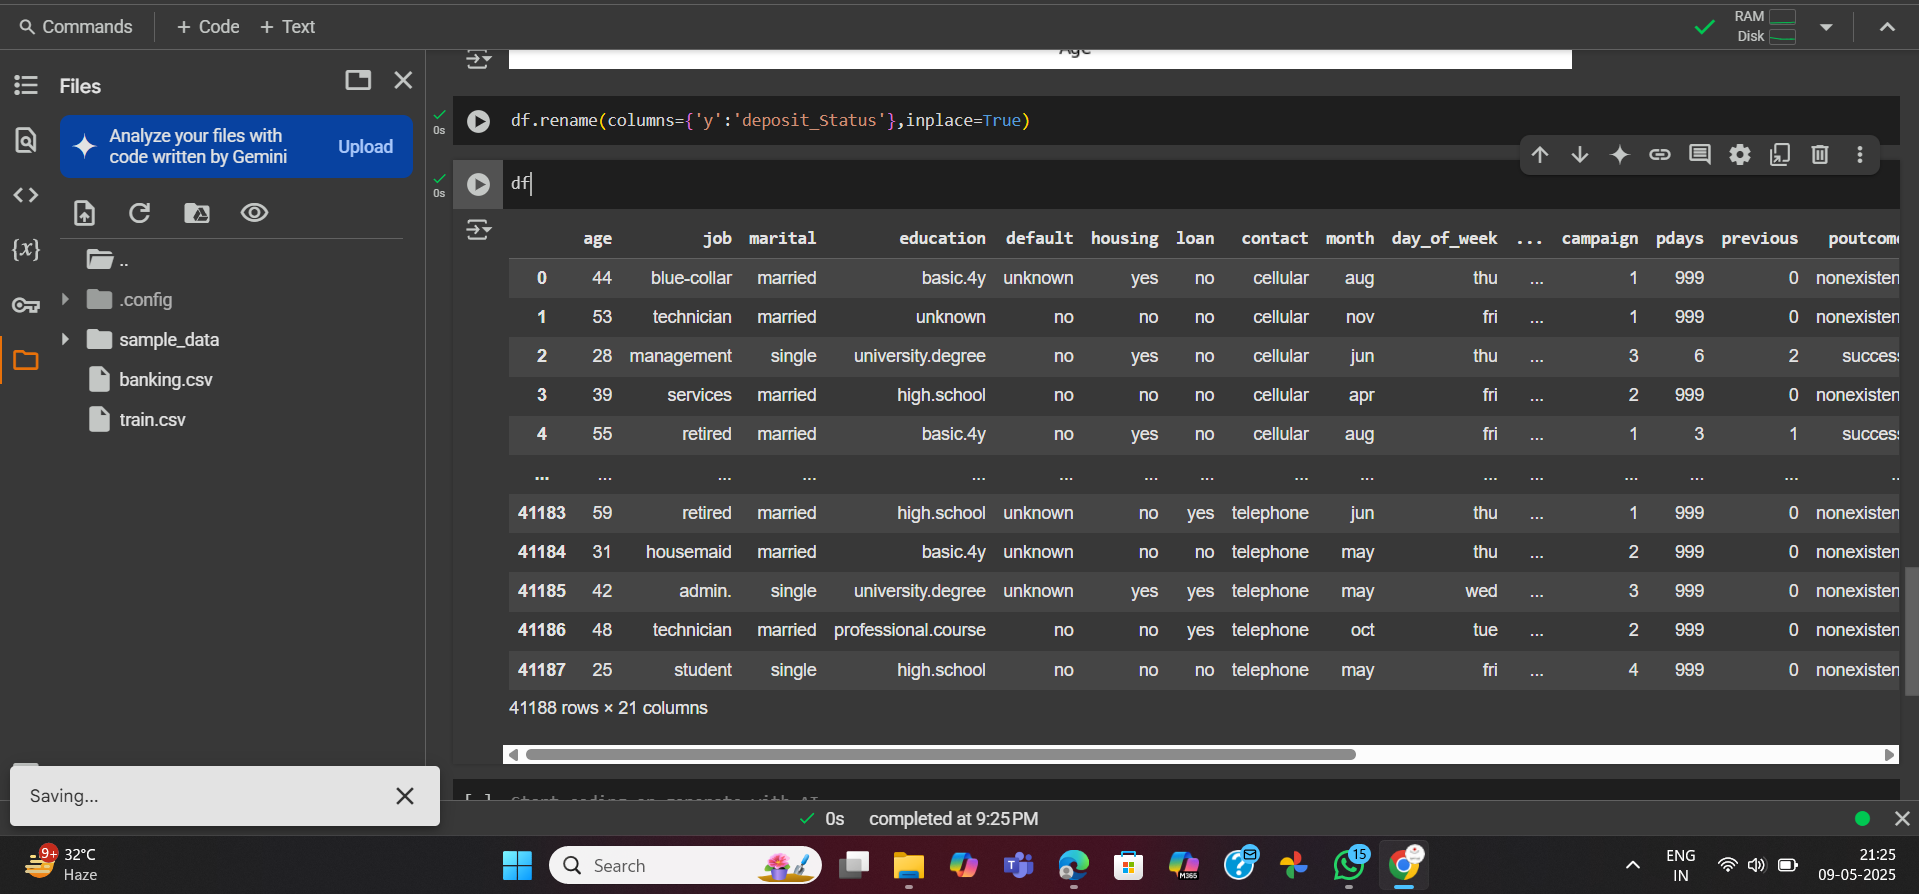 Commands + Code + Text RAM
Disk
Age
Files
Analyze your files with
code written by Gemini Upload
..
.config
sample_data
banking.csv
train.csv
0s
df.rename(columns={'y':'deposit_Status'},inplace=True)
0s
df
age job marital education default housing loan contact month day_of_week ... campaign pdays previous
0 44 blue-collar married basic.4y unknown yes no cellular aug thu ... 1 999 0 nonexisten
1 53 technician married unknown no no no cellular nov fri ... 1 999 0 nonexisten
2 28 management single university.degree no yes no cellular jun thu ... 3 6 2 success
3 39 services married high.school no no no cellular apr fri ... 2 999 0 nonexisten
4 55 retired married basic.4y no yes no cellular aug fri ... 1 3 1 success
... ... ... ... ... ... ... ... ... ... ... ... ... ... ... ..
41183 59 retired married high.school unknown no yes telephone jun thu ... 1 999 0 nonexisten
41184 31 housemaid married basic.4y unknown no no telephone may thu ... 2 999 0 nonexisten
41185 42 admin. single university.degree unknown yes yes telephone may wed ... 3 999 0 nonexisten
41186 48 technician married professional.course no no yes telephone oct tue ... 2 999 0 nonexisten
41187 25 student single high.school no no no telephone may fri ... 4 999 0 nonexisten
41188 rows × 21 columns
Saving...
0s completed at 9:25 PM
9+ 32°C
Haze
Search
M365
15
ENG
IN
21:25
09-05-2025